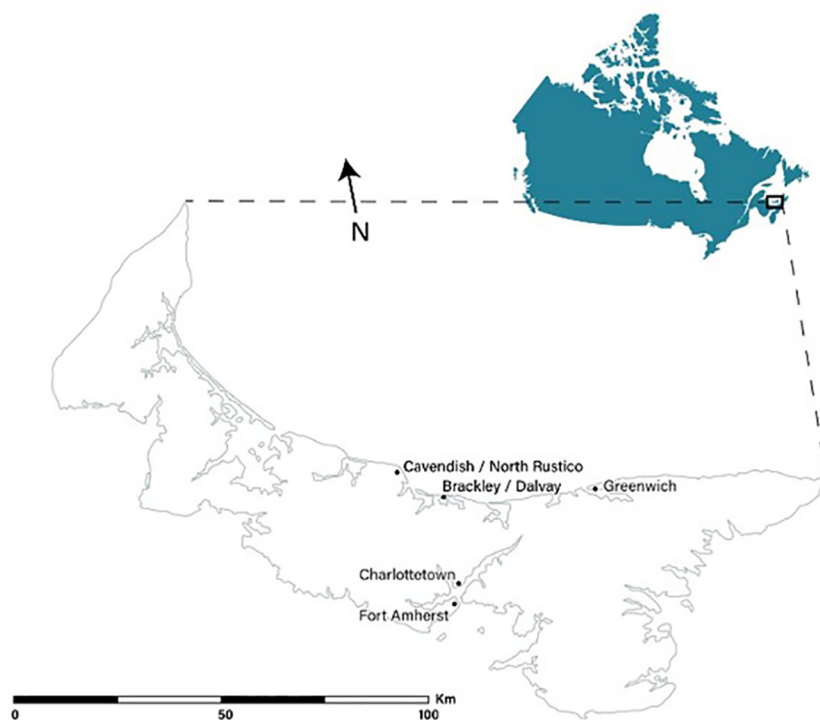 N
Cavendish / North Rustico
Brackley / Dalvay
Greenwich
Charlottetown
Fort Amherst
Km
0 50 100